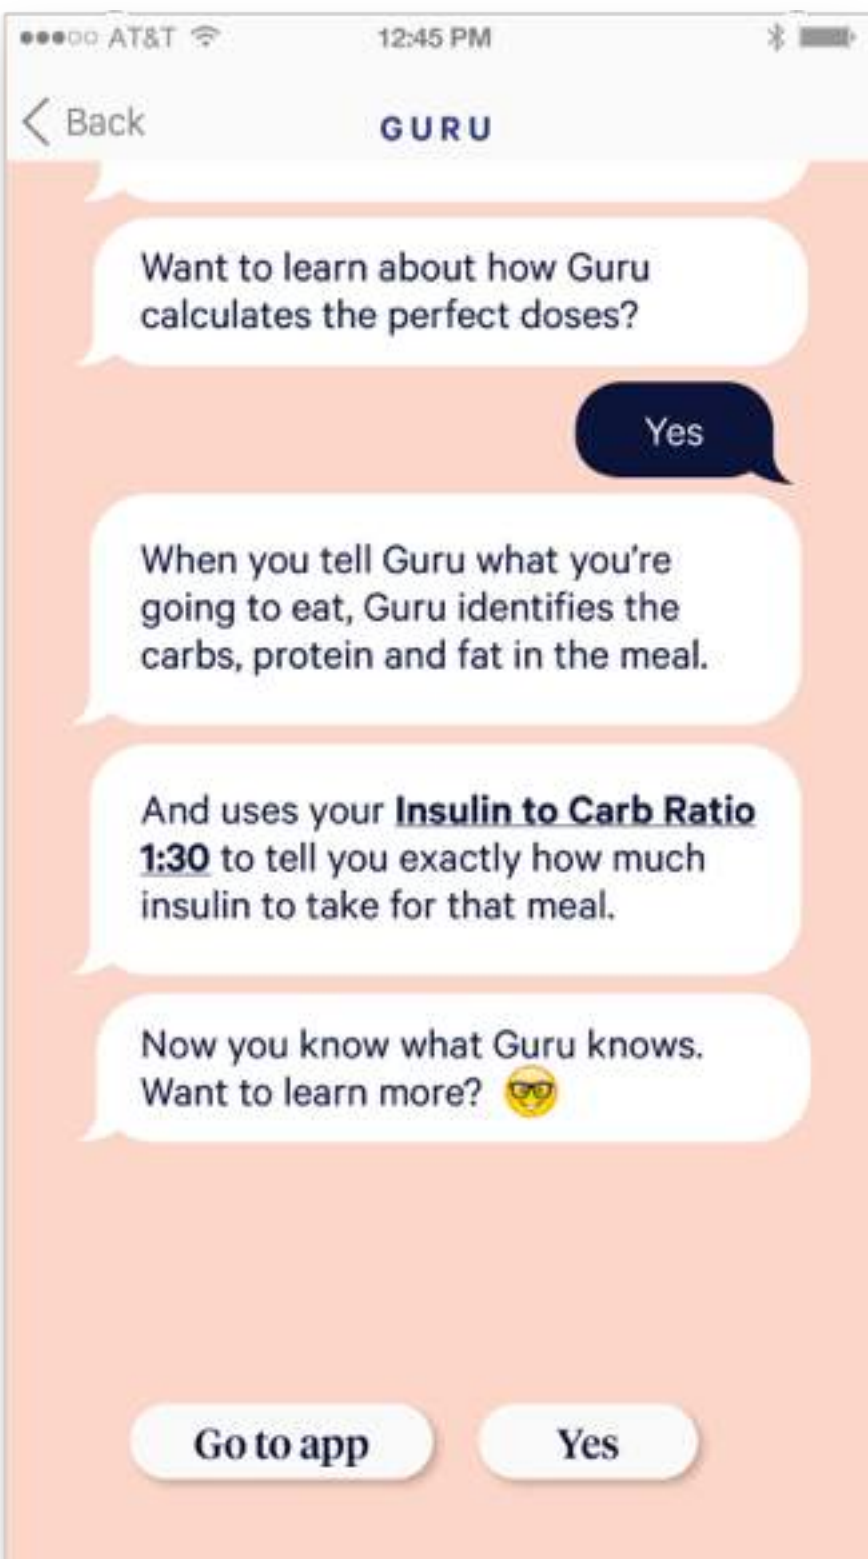 AT&T
12:45 PM
Back
GURU
Want to learn about how Guru
calculates the perfect doses?
Yes
When you tell Guru what you’re
going to eat, Guru identifies the
carbs, protein and fat in the meal.
And uses your Insulin to Carb Ratio
1:30 to tell you exactly how much
insulin to take for that meal.
Now you know what Guru knows.
Want to learn more?
Go to app
Yes